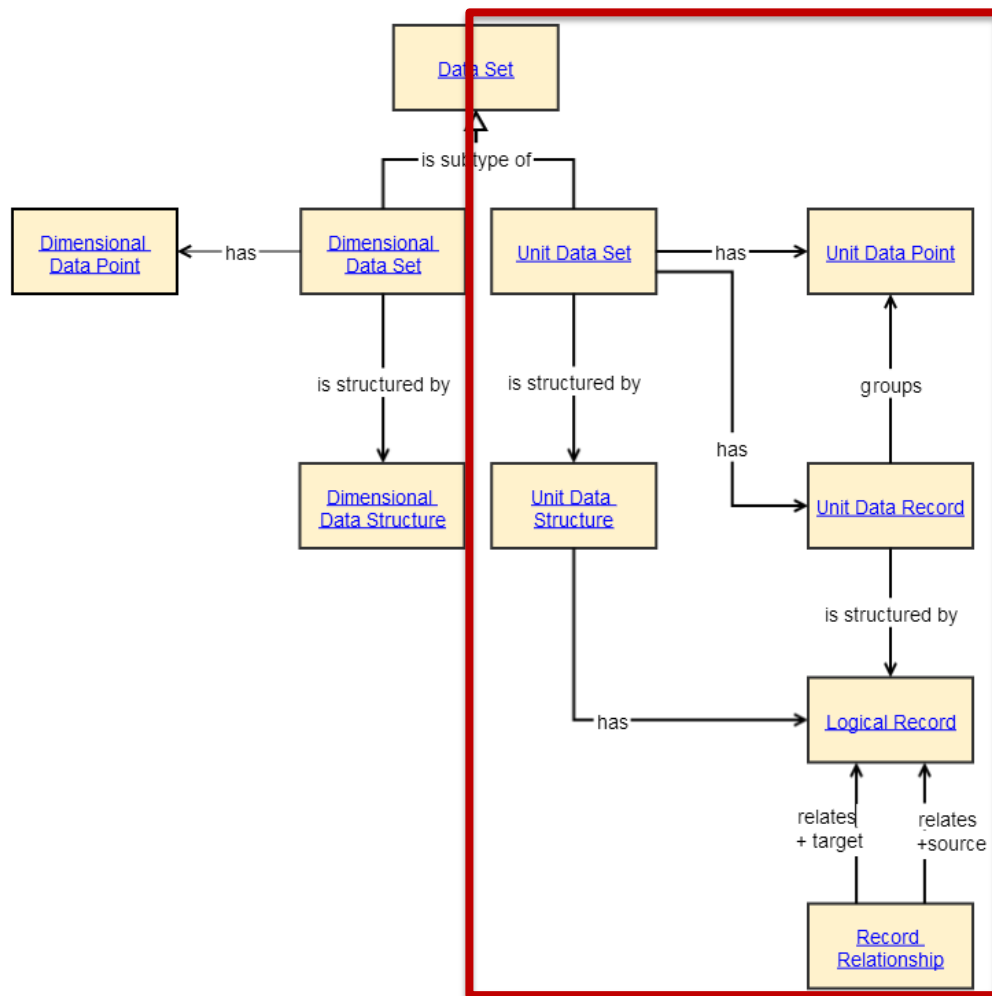 Data Set
is subtype of
Dimensional
Data Point
has
Dimensional
Data Set
Unit Data Set
has
Unit Data Point
is structured by
is structured by
groups
has
Dimensional
Data Structure
Unit Data
Structure
Unit Data Record
is structured by
has
Logical Record
relates
+ target
relates
+source
Record
Relationship